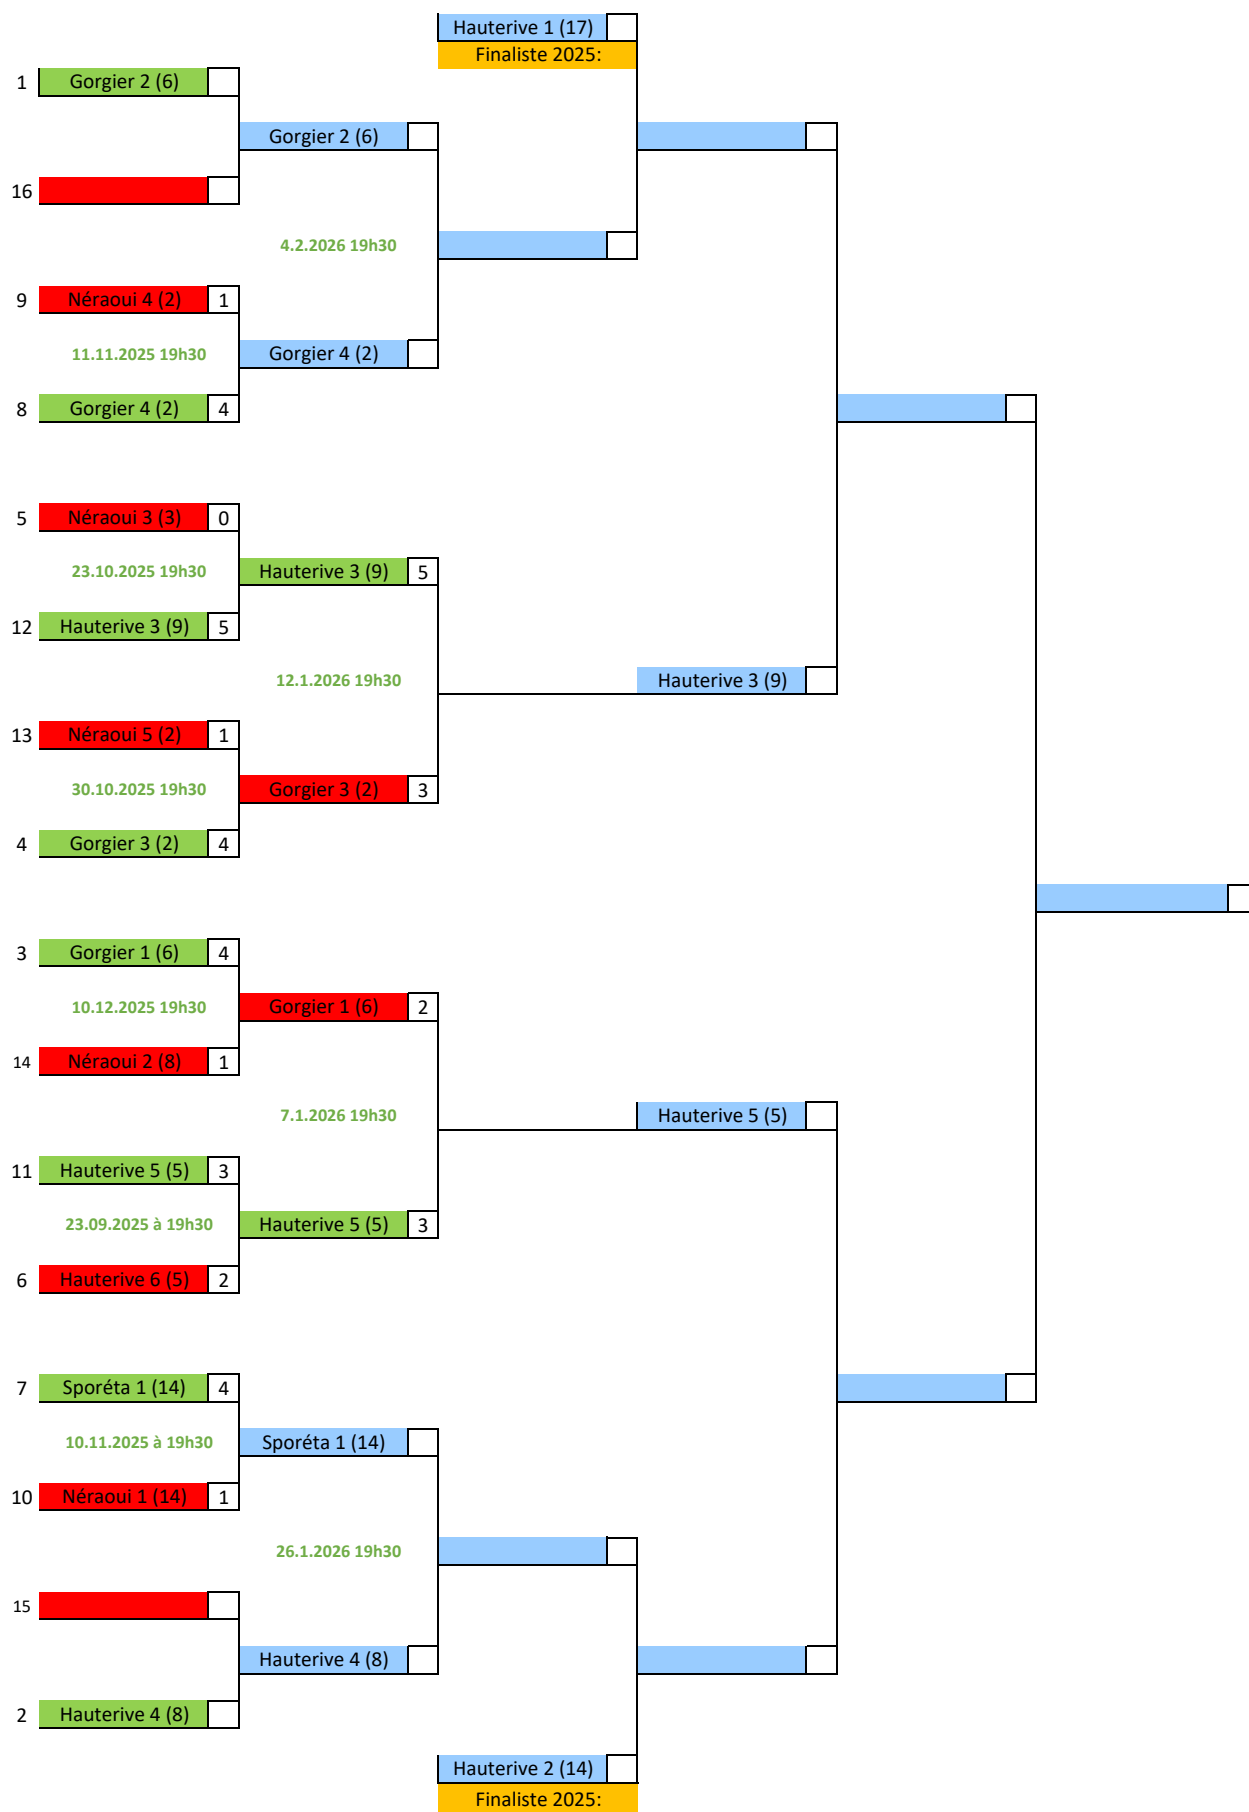 Hauterive 1 (17)
Finaliste 2025:
1 Gorgier 2 (6)
Gorgier 2 (6)
16
4.2.2026 19h30
9 Néraoui 4 (2) 1
11.11.2025 19h30 Gorgier 4 (2)
8 Gorgier 4 (2) 4
5 Néraoui 3 (3) 0
23.10.2025 19h30 Hauterive 3 (9) 5
12 Hauterive 3 (9) 5
12.1.2026 19h30 Hauterive 3 (9)
13 Néraoui 5 (2) 1
30.10.2025 19h30 Gorgier 3 (2) 3
4 Gorgier 3 (2) 4
3 Gorgier 1 (6) 4
10.12.2025 19h30 Gorgier 1 (6) 2
14 Néraoui 2 (8) 1
7.1.2026 19h30 Hauterive 5 (5)
11 Hauterive 5 (5) 3
23.09.2025 à 19h30 Hauterive 5 (5) 3
6 Hauterive 6 (5) 2
7 Sporéta 1 (14) 4
10.11.2025 à 19h30 Sporéta 1 (14)
10 Néraoui 1 (14) 1
26.1.2026 19h30
15
Hauterive 4 (8)
2 Hauterive 4 (8)
Hauterive 2 (14)
Finaliste 2025: